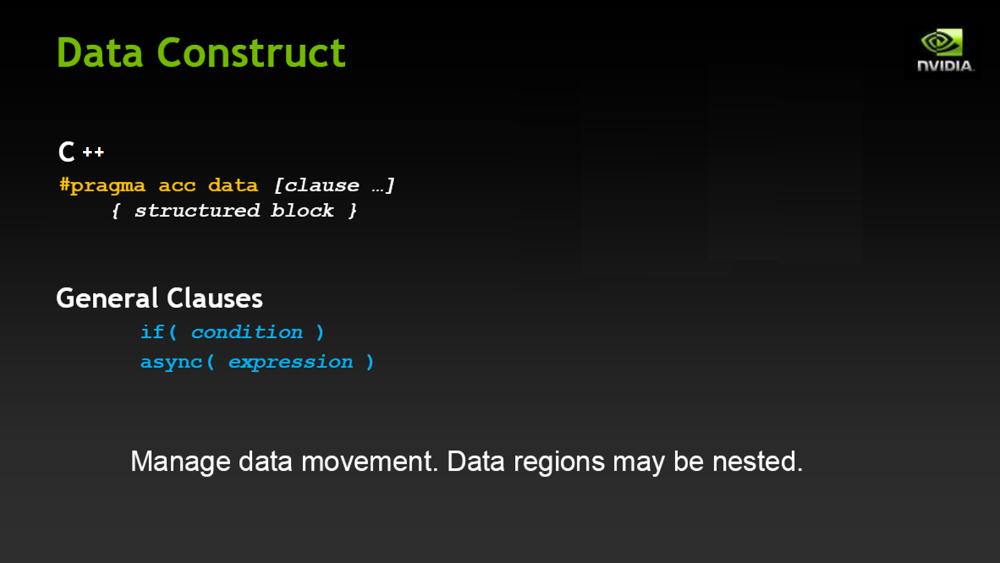 Data Construct
NVIDIA.
C ++
#pragma acc data [clause …]
{ structured block }
General Clauses
if( condition )
async( expression )
Manage data movement. Data regions may be nested.